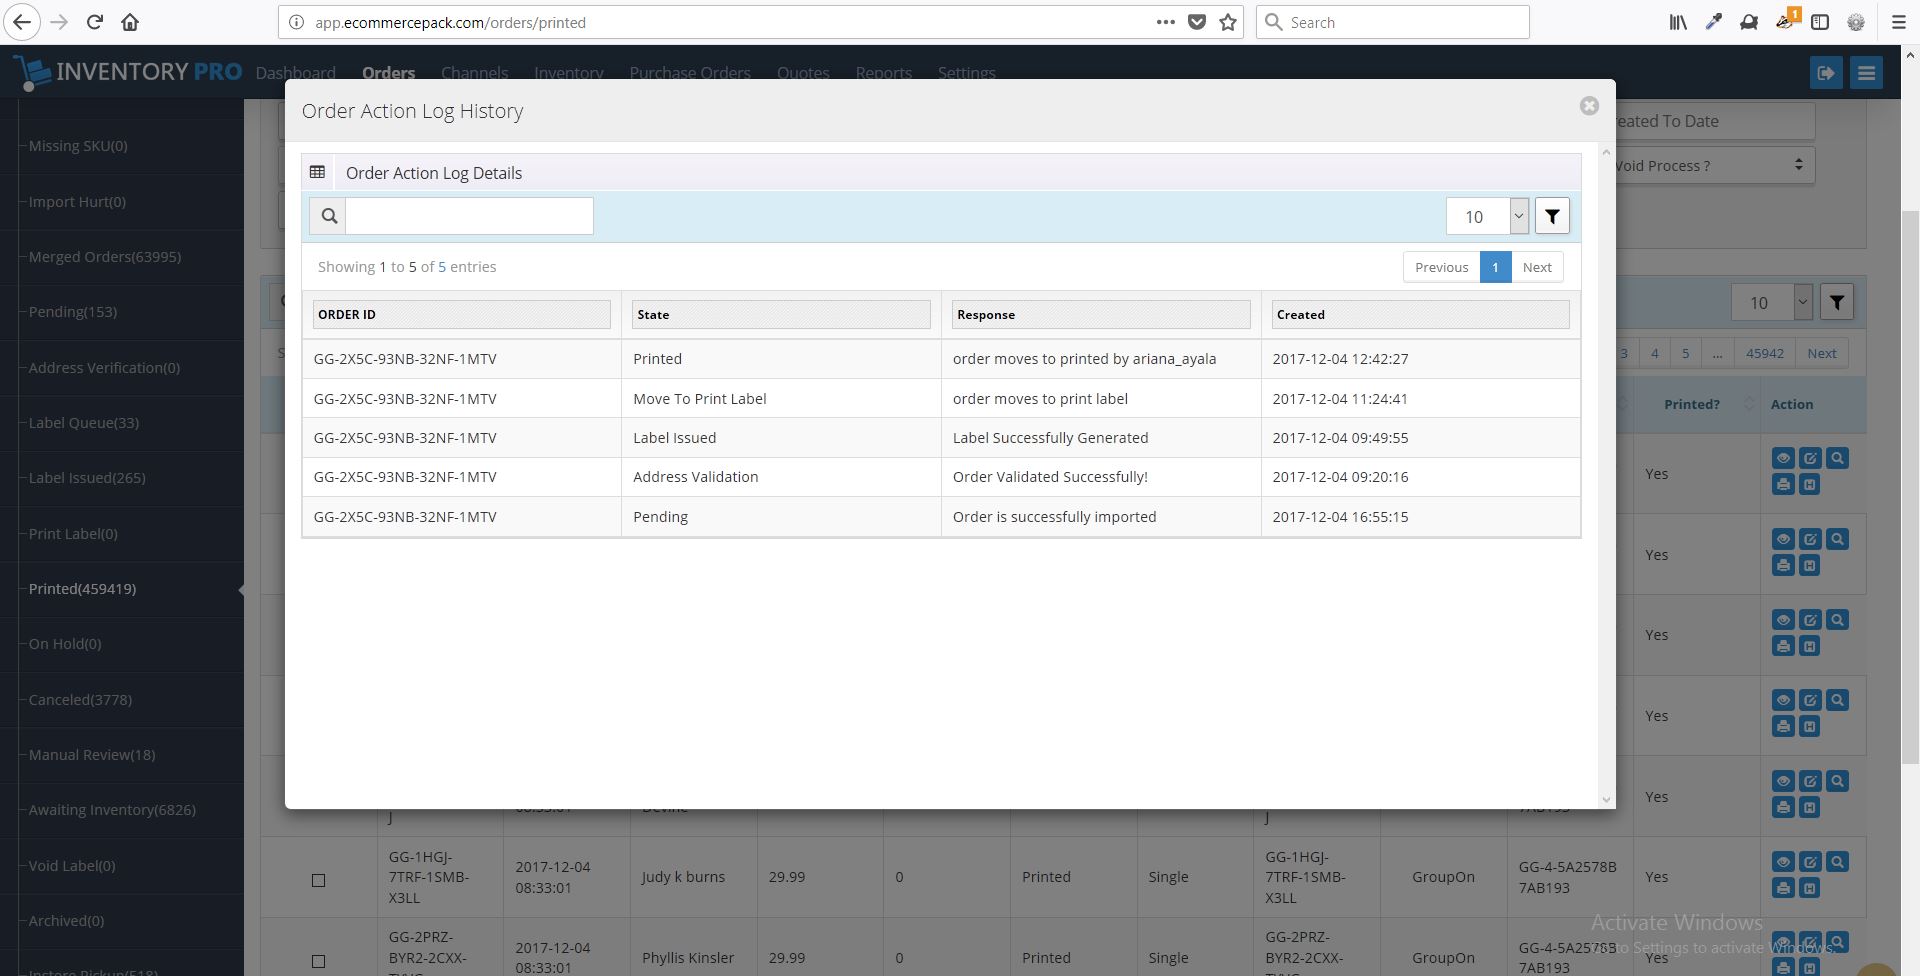 app.ecommercepack.com/orders/printed
Search
1
INVENTORY PRO
Dashboard Orders Channels Inventory Purchase Orders Quotes Reports Settings
Missing SKU(0)
Import Hurt(0)
Merged Orders(63995)
Pending(153)
Address Verification(0)
Label Queue(33)
Label Issued(265)
Print Label(0)
Printed(459419)
On Hold(0)
Canceled(3778)
Manual Review(18)
Awaiting Inventory(6826)
Void Label(0)
Archived(0)
Instore Pickup(518)
Order Action Log History
Order Action Log Details
10
Showing 1 to 5 of 5 entries
Previous 1 Next
ORDER ID State Response Created
GG-2X5C-93NB-32NF-1MTV Printed order moves to printed by ariana_ayala 2017-12-04 12:42:27
GG-2X5C-93NB-32NF-1MTV Move To Print Label order moves to print label 2017-12-04 11:24:41
GG-2X5C-93NB-32NF-1MTV Label Issued Label Successfully Generated 2017-12-04 09:49:55
GG-2X5C-93NB-32NF-1MTV Address Validation Order Validated Successfully! 2017-12-04 09:20:16
GG-2X5C-93NB-32NF-1MTV Pending Order is successfully imported 2017-12-04 16:55:15
eated To Date
Void Process ?
10
3 4 5 ... 45942 Next
Printed? Action
Yes
Yes
Yes
Yes
Yes
J J
GG-1HGJ-
7TRF-1SMB-
X3LL
2017-12-04
08:33:01
Judy k burns 29.99 0 Printed Single
GG-1HGJ-
7TRF-1SMB-
X3LL
GroupOn
GG-4-5A2578B
7AB193
Yes
GG-2PRZ-
BYR2-2CXX-
2017-12-04
08:33:01
Phyllis Kinsler 29.99 0 Printed Single
GG-2PRZ-
BYR2-2CXX-
GroupOn
GG-4-5A2578B
7AB193
Yes
Activate Windows
Go to Settings to activate Windows.